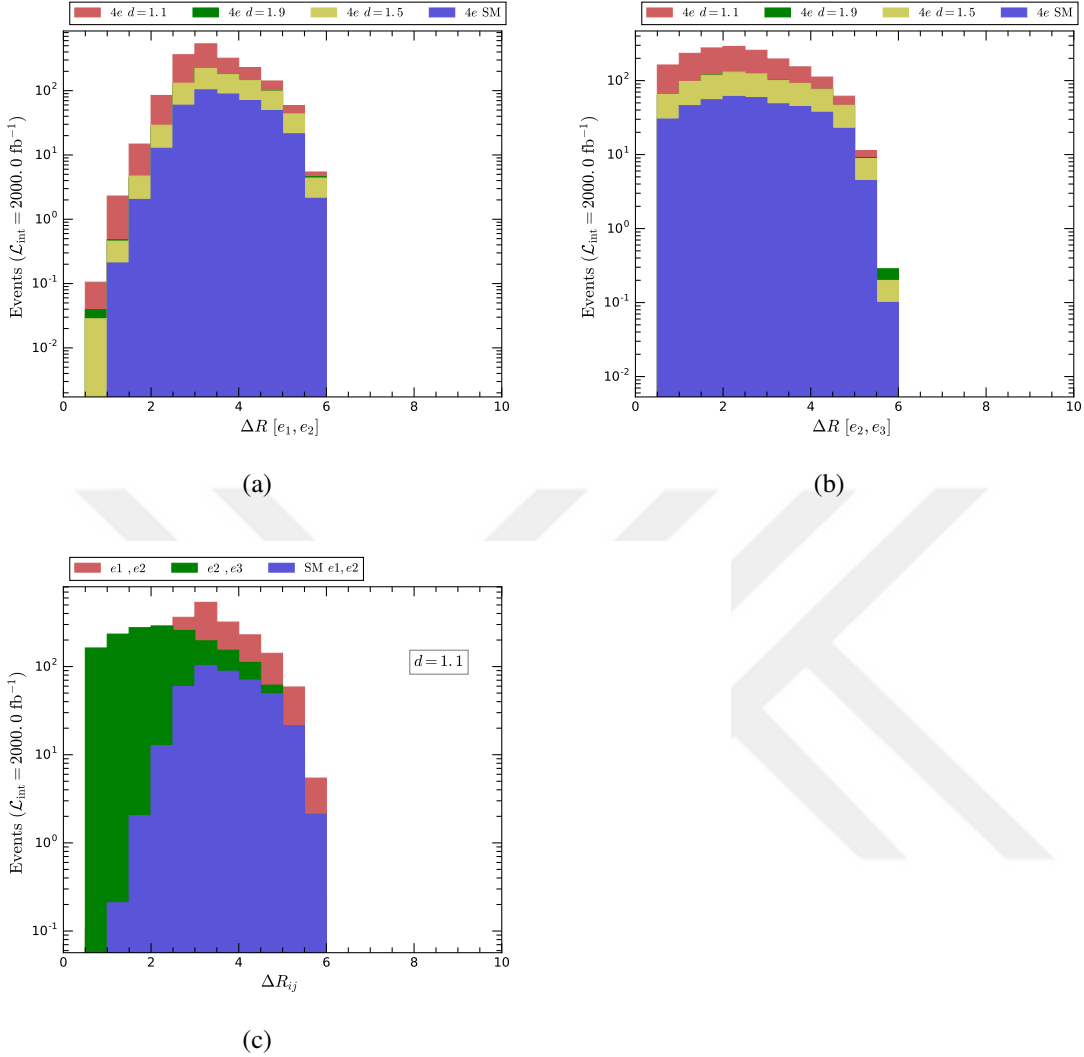 4e d=1.1 4e d=1.9 4e d=1.5 4e SM
Events (ℒint = 2000.0 fb⁻¹)
10²
10¹
10⁰
10⁻¹
10⁻²
0 2 4 6 8 10
ΔR [e₁, e₂]
(a)
4e d=1.1 4e d=1.9 4e d=1.5 4e SM
Events (ℒint = 2000.0 fb⁻¹)
10²
10¹
10⁰
10⁻¹
10⁻²
0 2 4 6 8 10
ΔR [e₂, e₃]
(b)
e1 , e2 e2 , e3 SM e1, e2
Events (ℒint = 2000.0 fb⁻¹)
10²
d=1.1
10¹
10⁰
10⁻¹
0 2 4 6 8 10
ΔRij
(c)